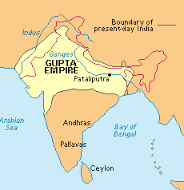 Boundary of
present-day India
Indus
Ganges
GUPTA
EMPIRE
Pataliputra
Arabian
Sea
Andhras
Bay of
Bengal
Pallavas
Ceylon